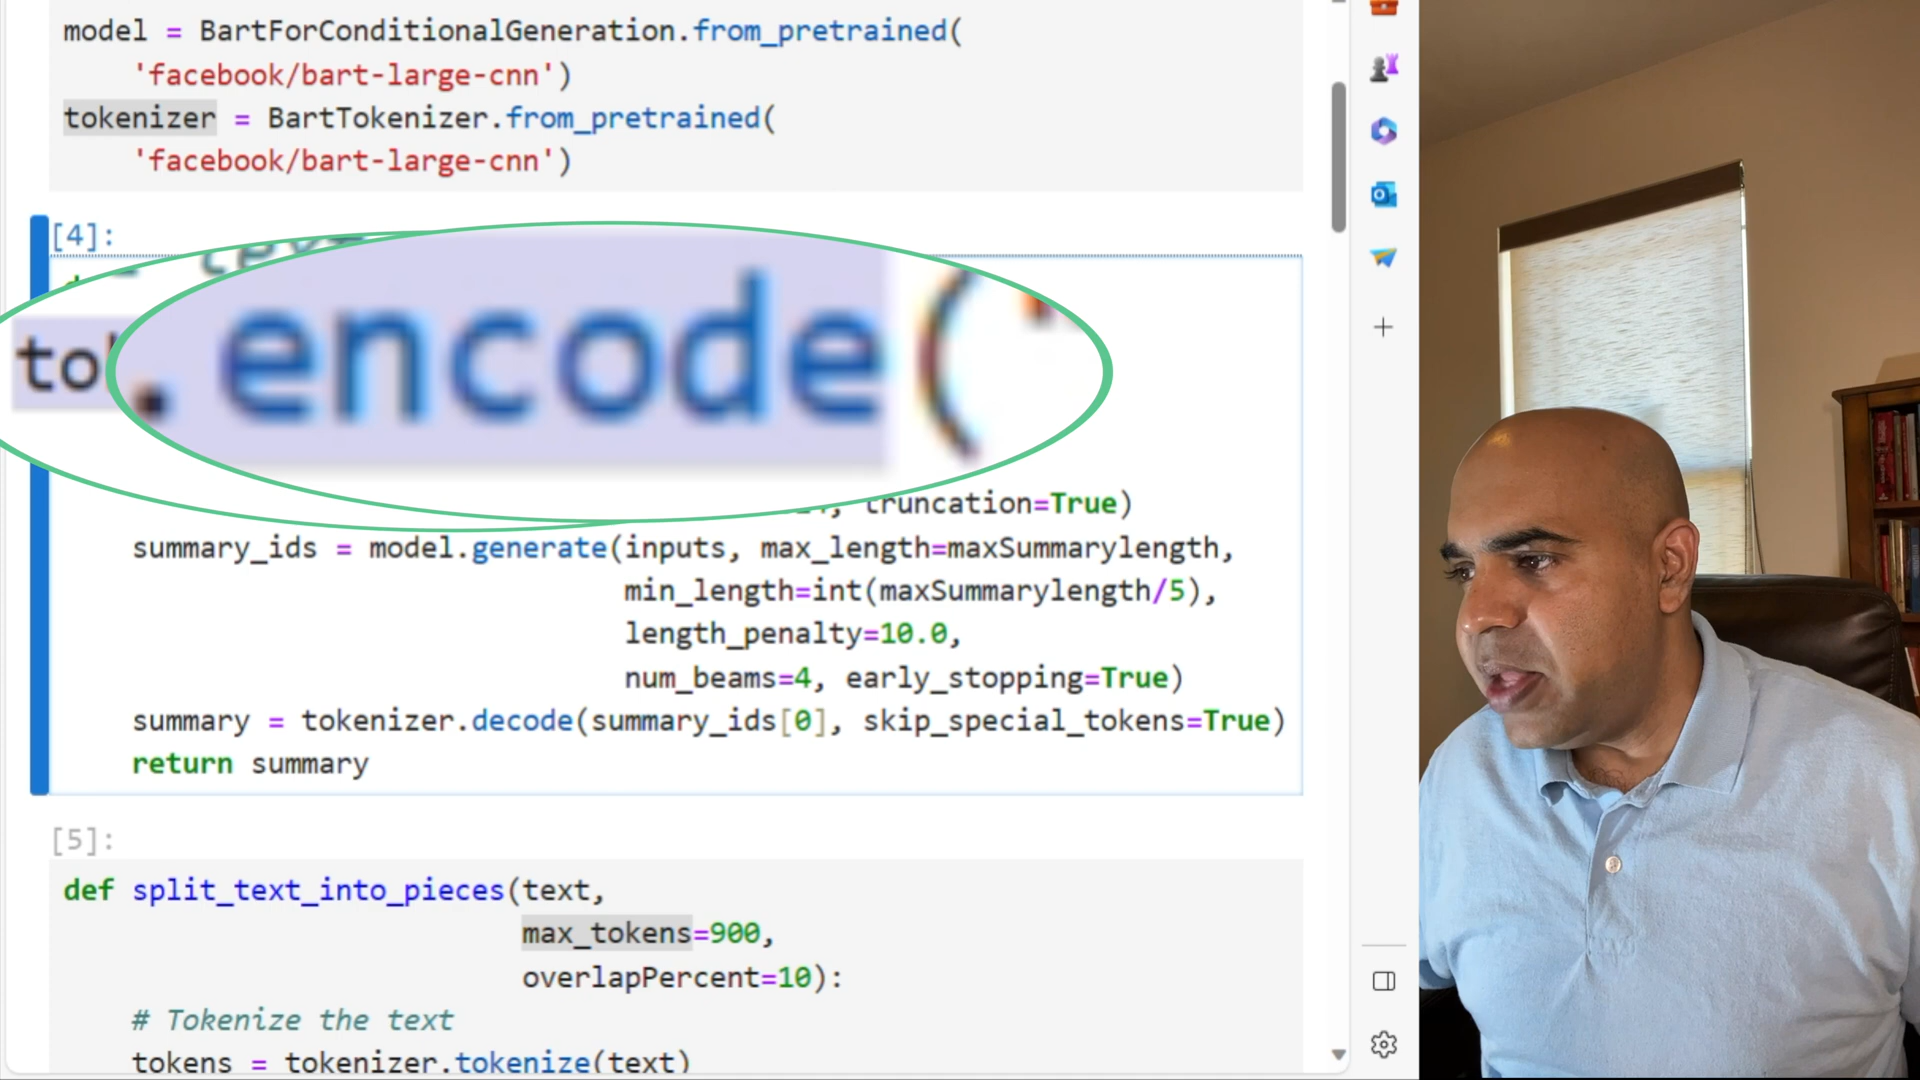 model = BartForConditionalGeneration.from_pretrained(
'facebook/bart-large-cnn')
tokenizer = BartTokenizer.from_pretrained(
'facebook/bart-large-cnn')
[4]:
to
.encode(
truncation=True)
summary_ids = model.generate(inputs, max_length=maxSummarylength,
min_length=int(maxSummarylength/5),
length_penalty=10.0,
num_beams=4, early_stopping=True)
summary = tokenizer.decode(summary_ids[0], skip_special_tokens=True)
return summary
[5]:
def split_text_into_pieces(text,
max_tokens=900,
overlapPercent=10):
# Tokenize the text
tokens = tokenizer.tokenize(text)